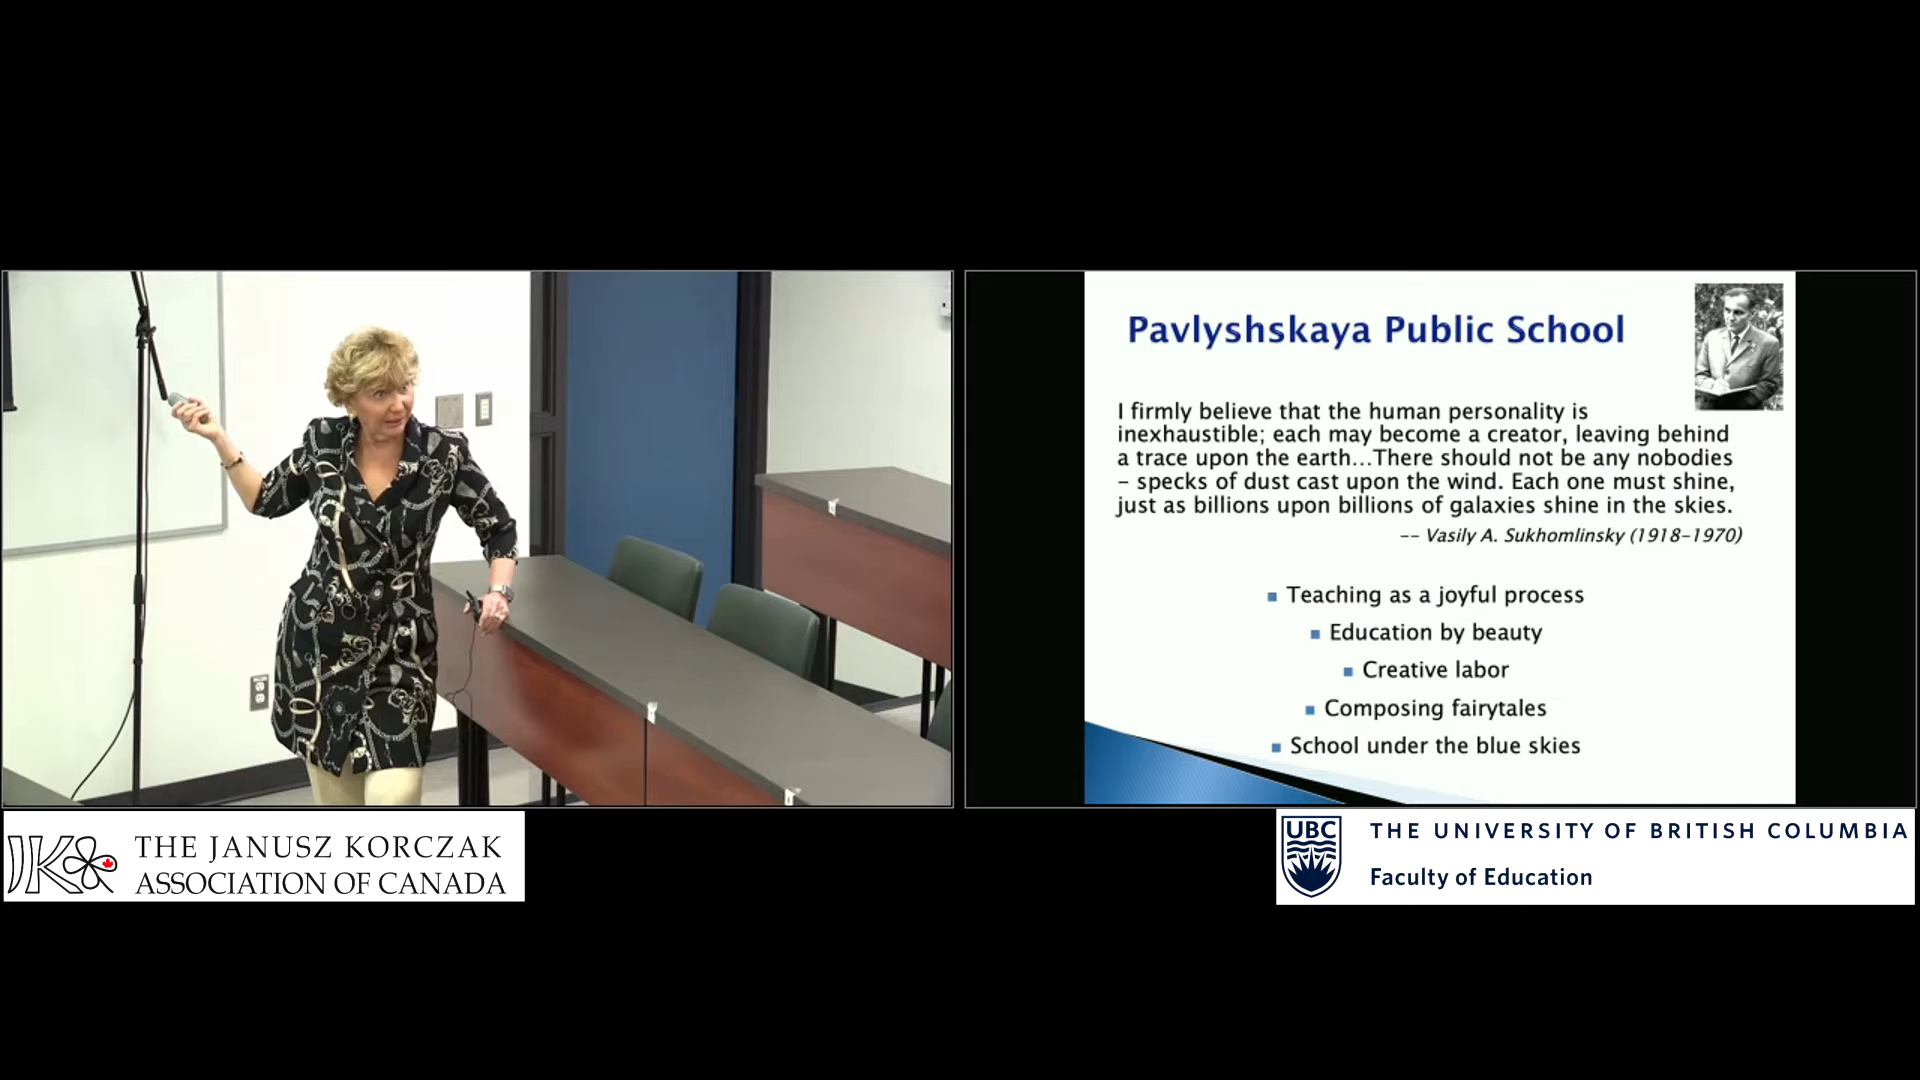 Pavlyshskaya Public School
I firmly believe that the human personality is
inexhaustible; each may become a creator, leaving behind
a trace upon the earth...There should not be any nobodies
– specks of dust cast upon the wind. Each one must shine,
just as billions upon billions of galaxies shine in the skies.
-- Vasily A. Sukhomlinsky (1918-1970)
Teaching as a joyful process
Education by beauty
Creative labor
Composing fairytales
School under the blue skies
JK
THE JANUSZ KORCZAK
ASSOCIATION OF CANADA
UBC
THE UNIVERSITY OF BRITISH COLUMBIA
Faculty of Education